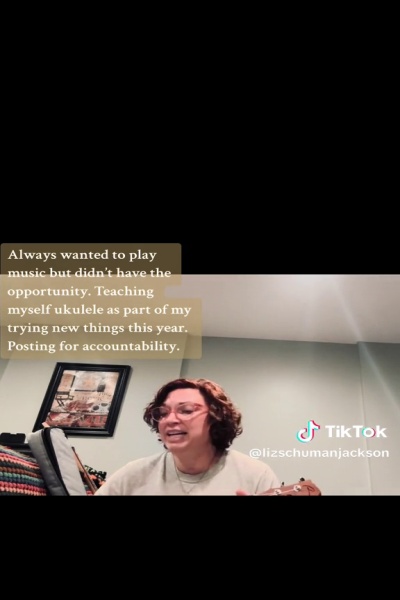 Always wanted to play
music but didn't have the
opportunity. Teaching
myself ukulele as part of my
trying new things this year.
Posting for accountability.
TikTok
@lizschumanjackson